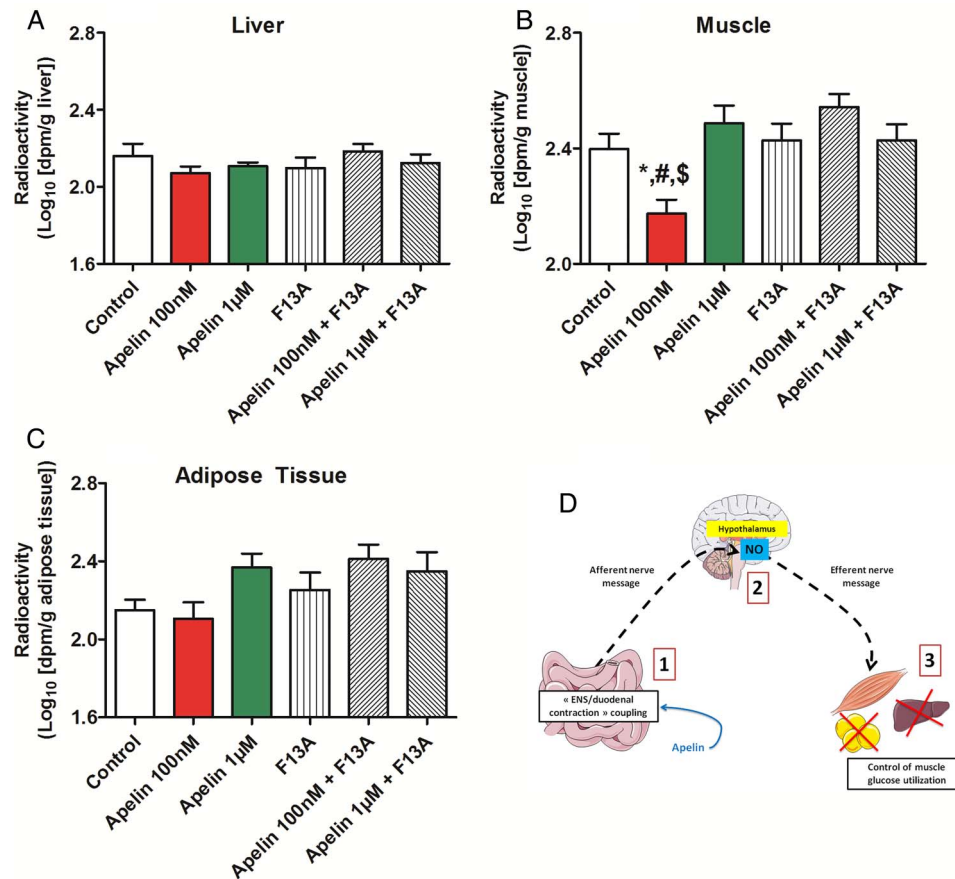 A
Liver
Radioactivity
(Log10 [dpm/g liver])
2.8
2.4
2.0
1.6
Control
Apelin 100nM
Apelin 1µM
F13A
Apelin 100nM + F13A
Apelin 1µM + F13A
B
Muscle
Radioactivity
(Log10 [dpm/g muscle])
2.8
2.4
2.0
*,#,$
Control
Apelin 100nM
Apelin 1µM
F13A
Apelin 100nM + F13A
Apelin 1µM + F13A
C
Adipose Tissue
Radioactivity
(Log10 [dpm/g adipose tissue])
2.8
2.4
2.0
1.6
Control
Apelin 100nM
Apelin 1µM
F13A
Apelin 100nM + F13A
Apelin 1µM + F13A
D
Hypothalamus
NO
2
Afferent nerve
message
Efferent nerve
message
1
« ENS/duodenal
contraction » coupling
Apelin
3
Control of muscle
glucose utilization